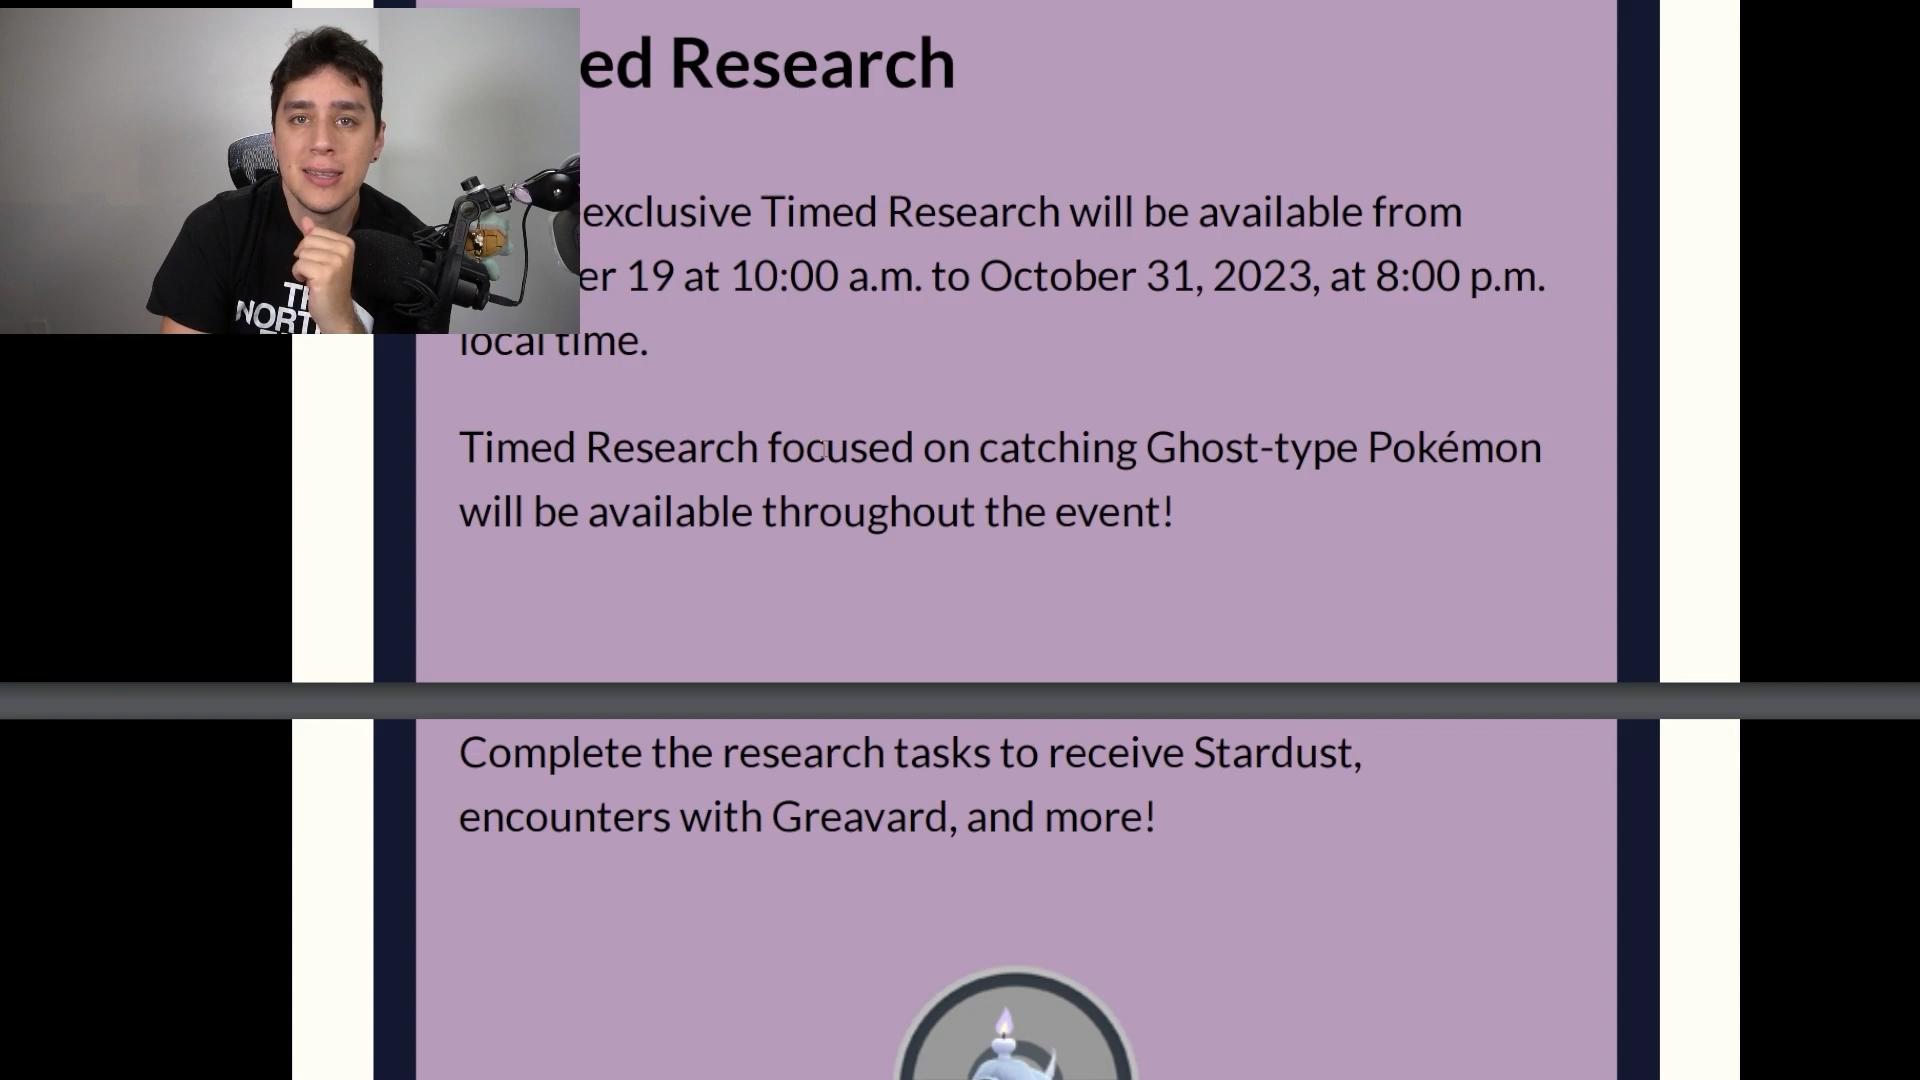 ed Research
exclusive Timed Research will be available from
er 19 at 10:00 a.m. to October 31, 2023, at 8:00 p.m.
local time.
Timed Research focused on catching Ghost-type Pokémon
will be available throughout the event!
Complete the research tasks to receive Stardust,
encounters with Greavard, and more!
NORT